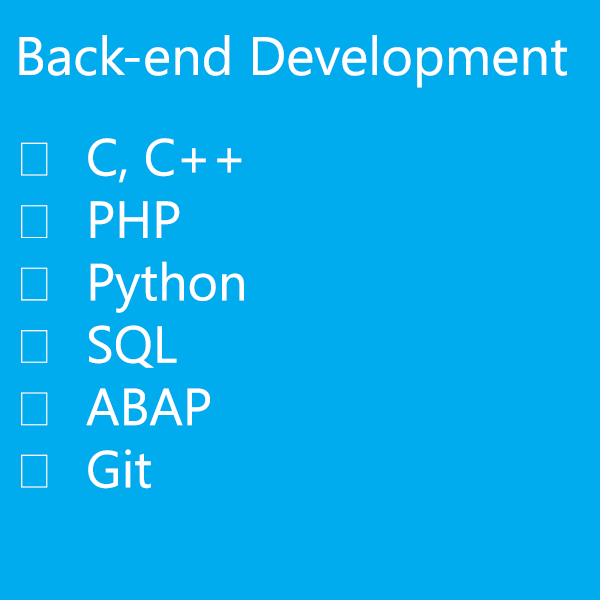 Back-end Development
C, C++
PHP
Python
SQL
ABAP
Git